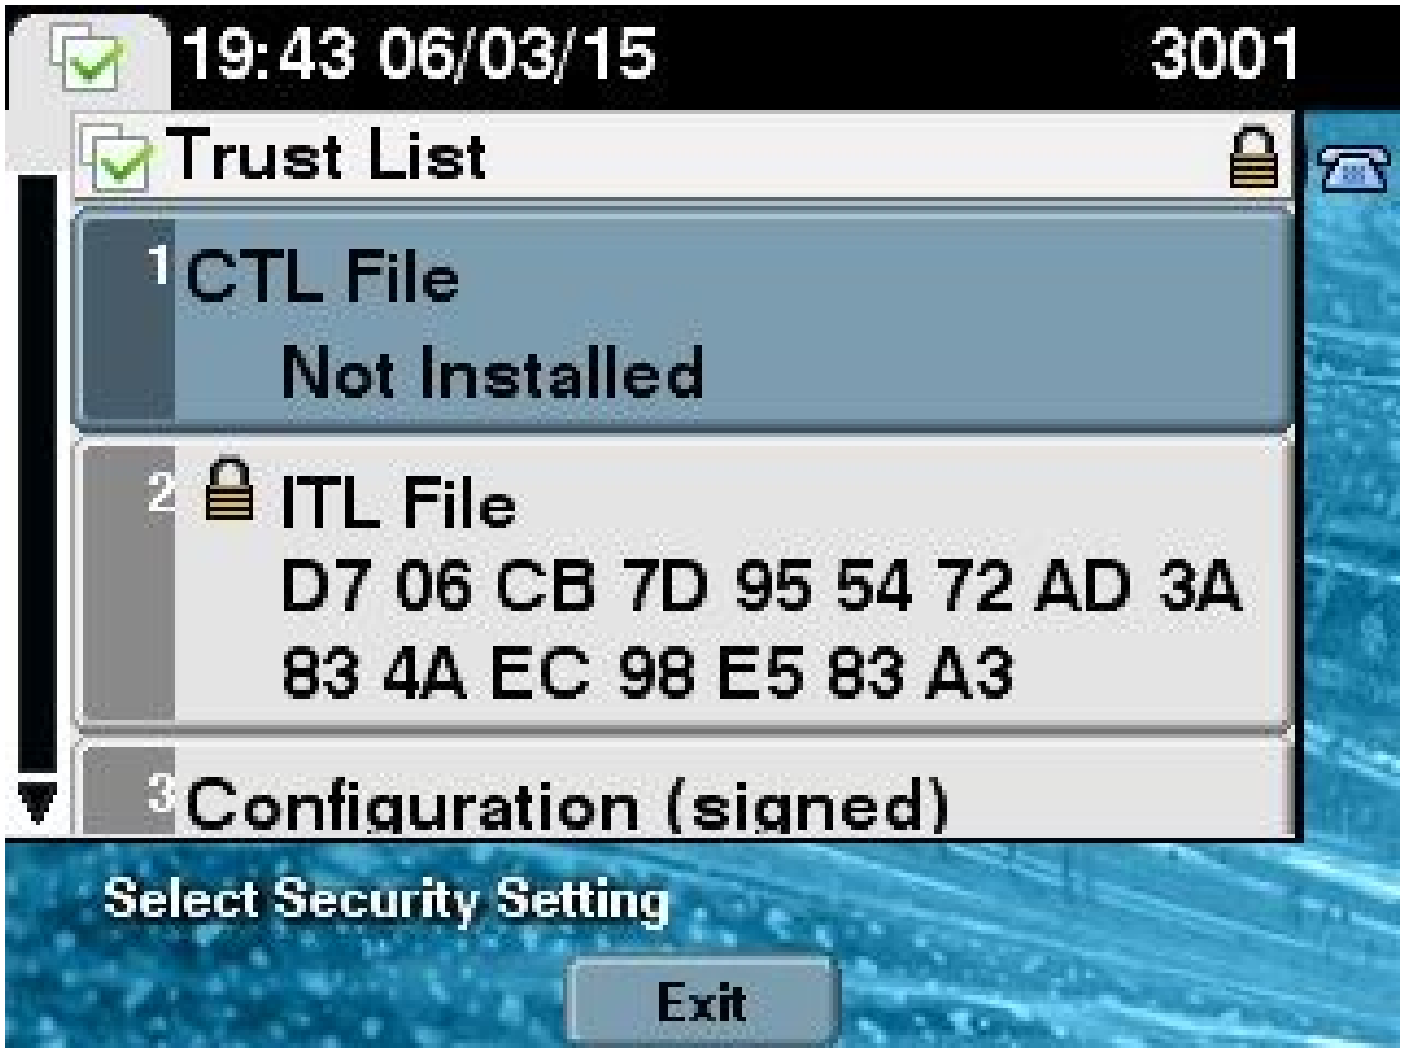 19:43 06/03/15 3001
Trust List
1 CTL File
Not Installed
2 ITL File
D7 06 CB 7D 95 54 72 AD 3A
83 4A EC 98 E5 83 A3
3 Configuration (signed)
Select Security Setting
Exit